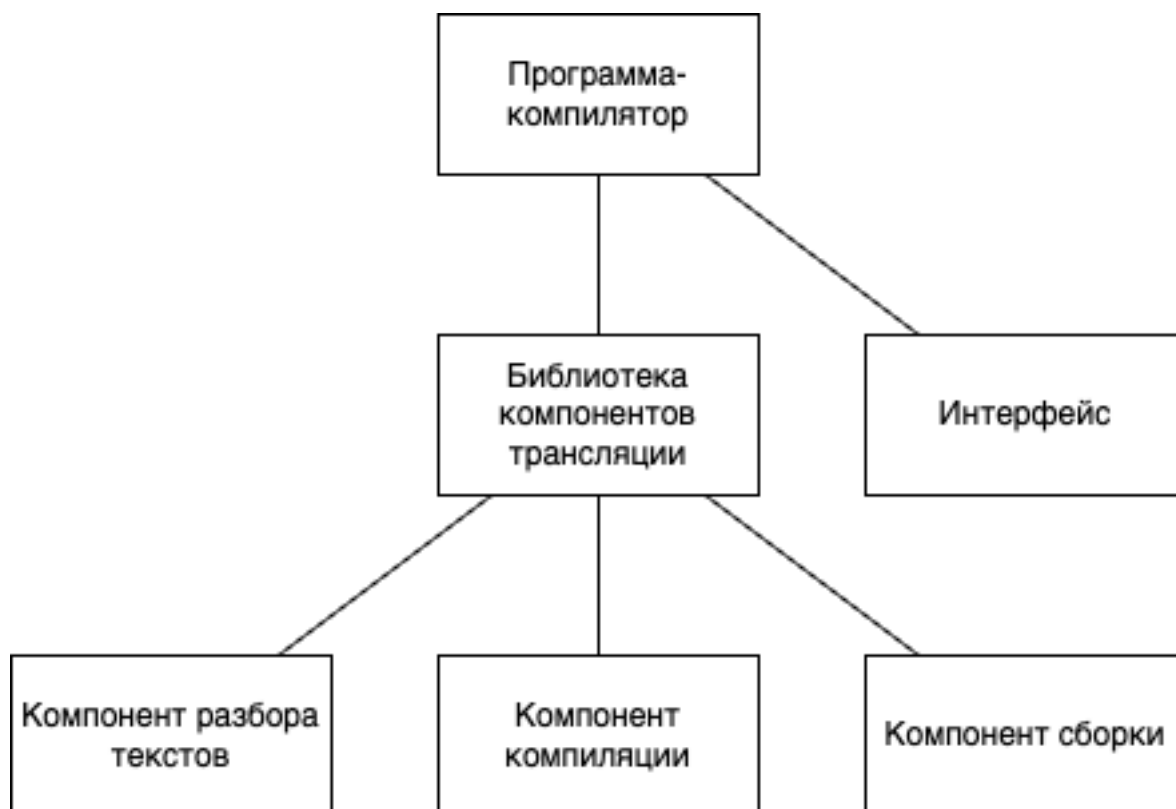 Программа-
компилятор
Библиотека
компонентов
трансляции
Интерфейс
Компонент разбора
текстов
Компонент
компиляции
Компонент сборки